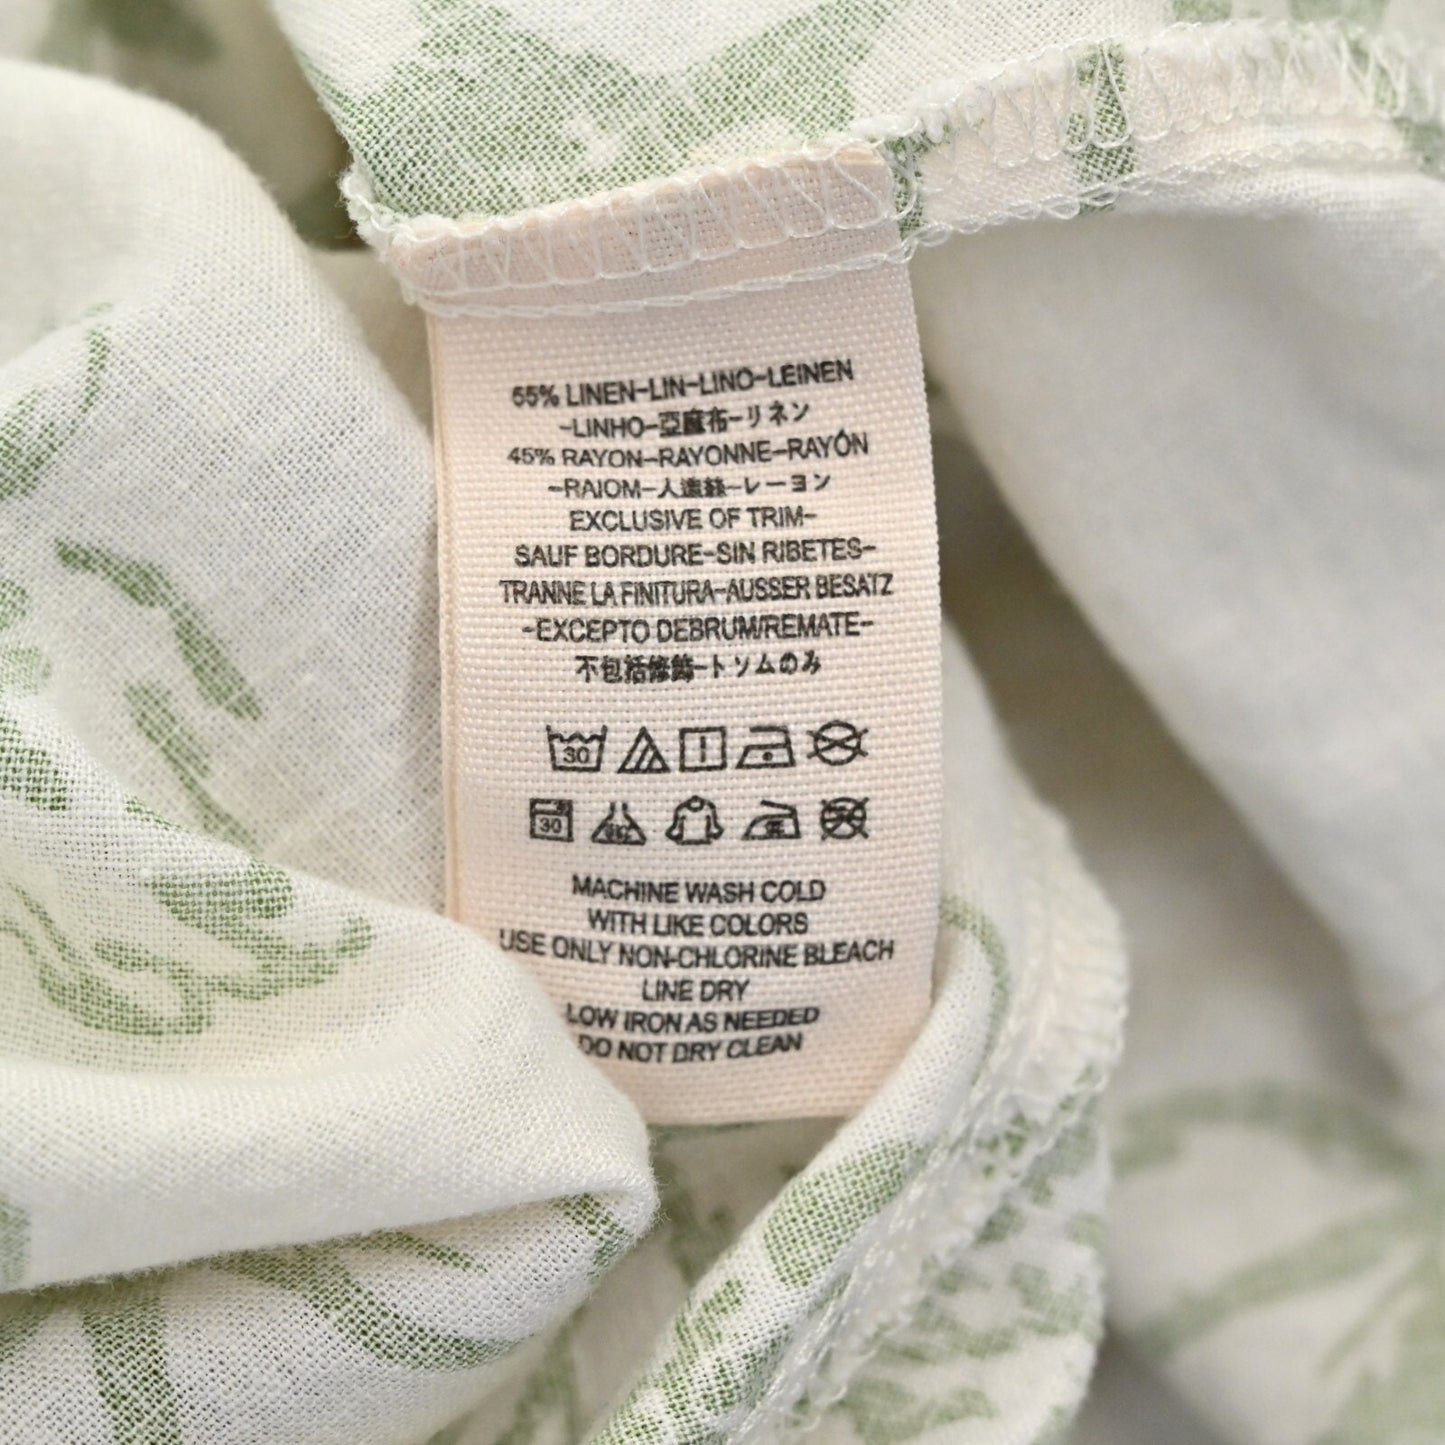 55% LINEN-LIN-LINO-LEINEN
-LINHO-亞麻布-リネン
45% RAYON-RAYONNE-RAYÓN
-RAIOM-人造絲-レーヨン
EXCLUSIVE OF TRIM-
SAUF BORDURE-SIN RIBETES-
TRANNE LA FINITURA-AUSSER BESATZ
-EXCEPTO DEBRUM/REMATE-
不包括修飾-トソムのみ
30
30
MACHINE WASH COLD
WITH LIKE COLORS
USE ONLY NON-CHLORINE BLEACH
LINE DRY
LOW IRON AS NEEDED
DO NOT DRY CLEAN